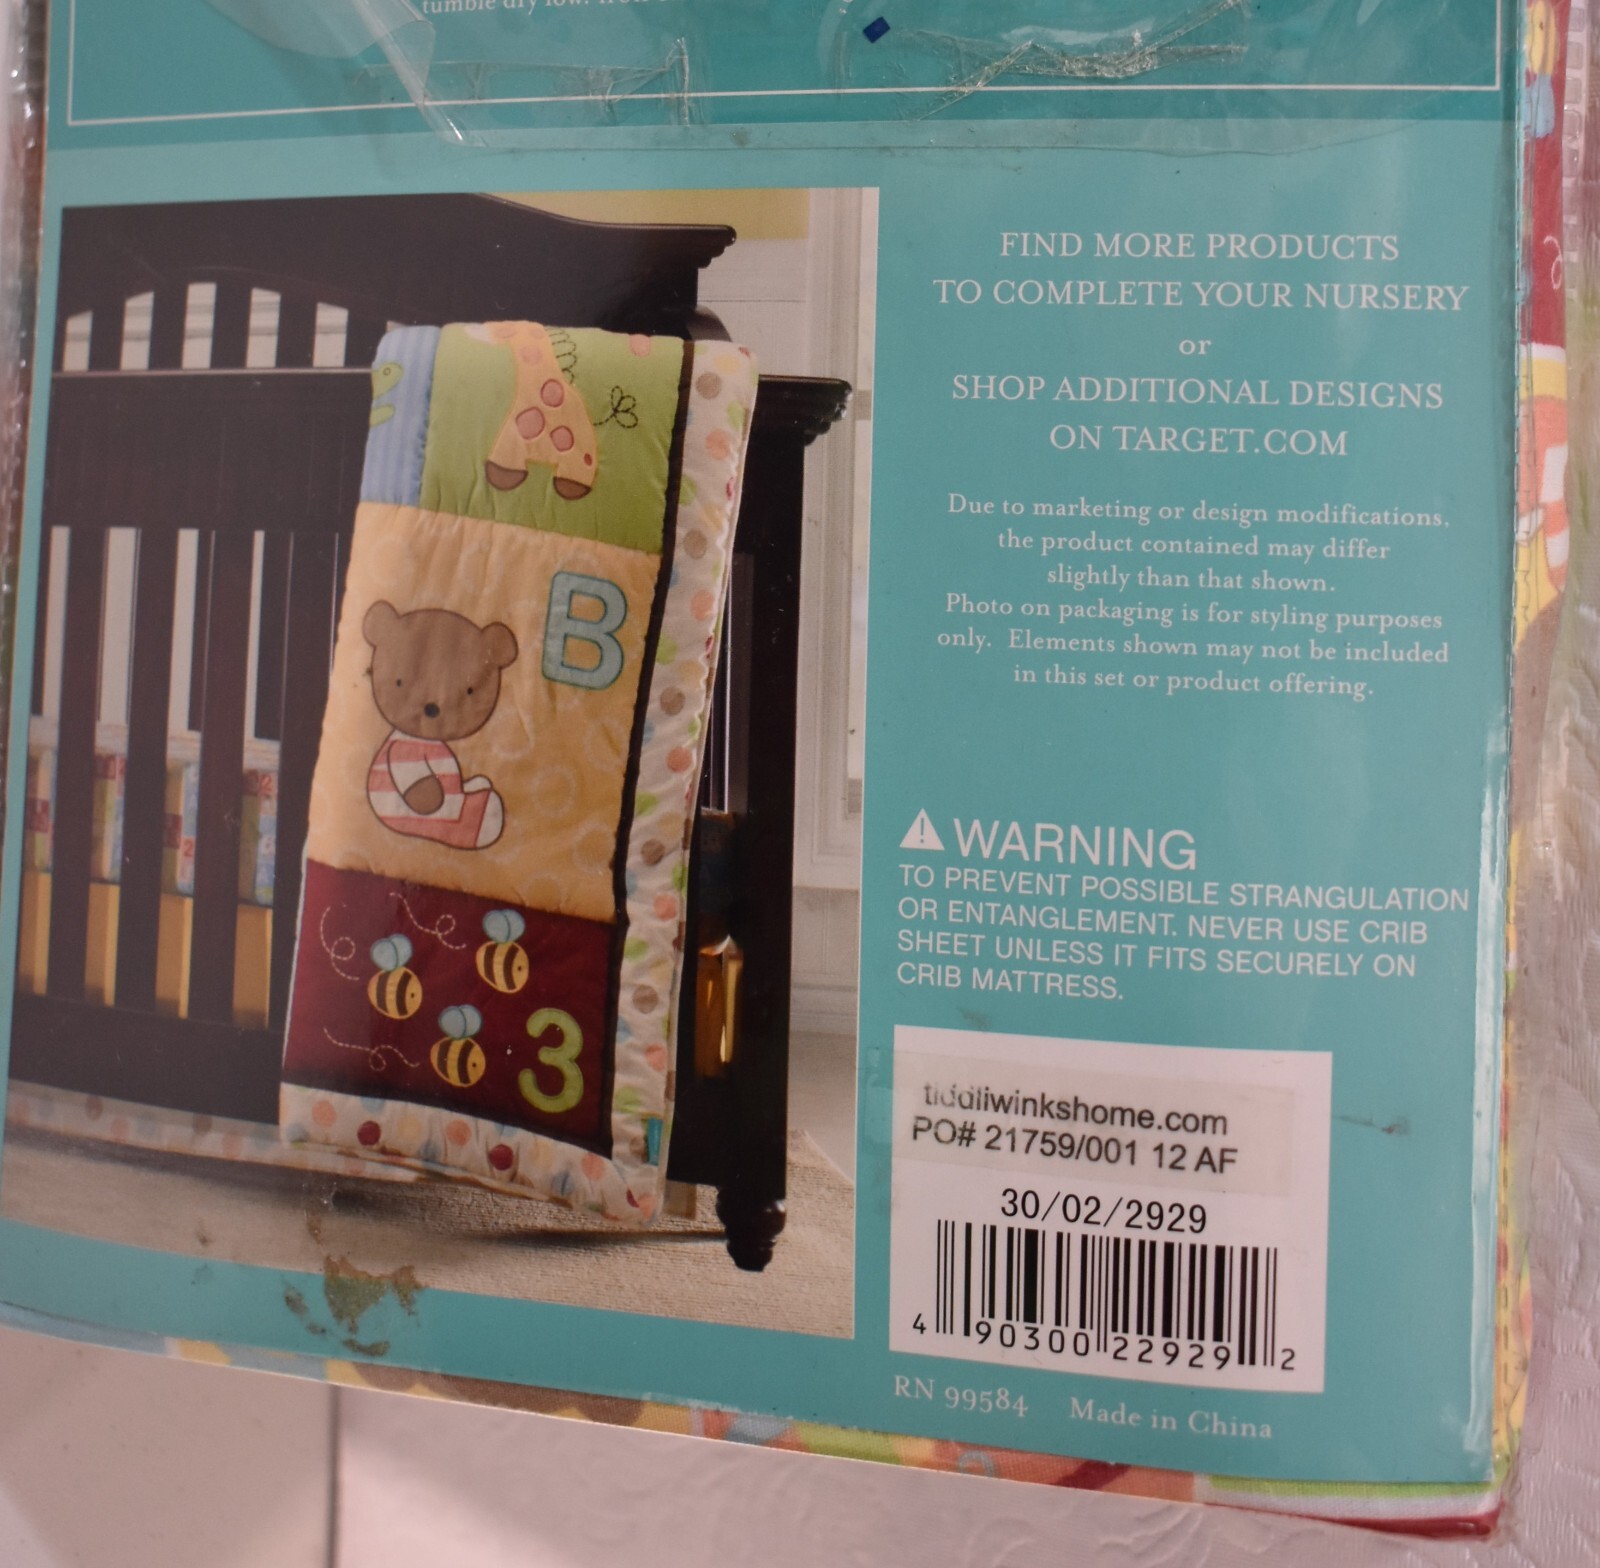 tumble dry low.
FIND MORE PRODUCTS
TO COMPLETE YOUR NURSERY
or
SHOP ADDITIONAL DESIGNS
ON TARGET.COM
Due to marketing or design modifications,
the product contained may differ
slightly than that shown.
Photo on packaging is for styling purposes
only. Elements shown may not be included
in this set or product offering.
B
3
WARNING
TO PREVENT POSSIBLE STRANGULATION
OR ENTANGLEMENT. NEVER USE CRIB
SHEET UNLESS IT FITS SECURELY ON
CRIB MATTRESS.
tiddliwinkshome.com
PO# 21759/001 12 AF
30/02/2929
4 90300 22929 2
RN 99584 Made in China